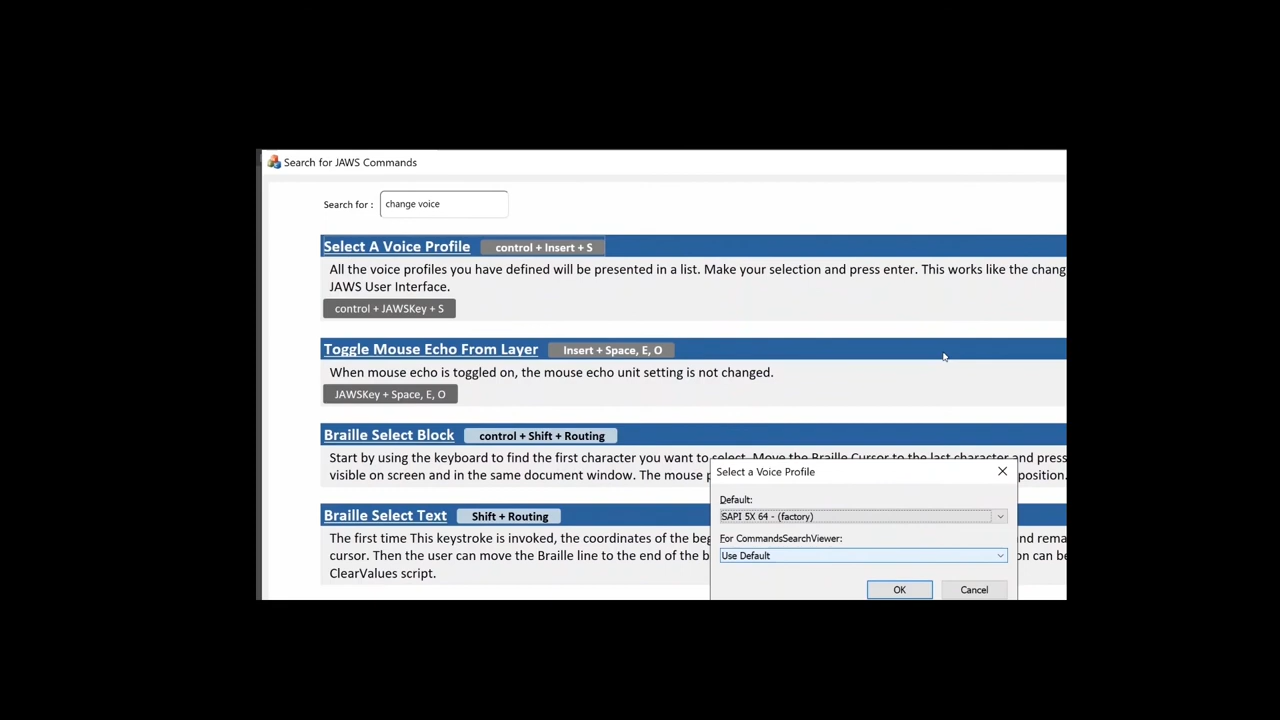 Search for JAWS Commands
Search for :
change voice
Select A Voice Profile control + Insert + S
All the voice profiles you have defined will be presented in a list. Make your selection and press enter. This works like the chang
JAWS User Interface.
control + JAWSKey + S
Toggle Mouse Echo From Layer Insert + Space, E, O
When mouse echo is toggled on, the mouse echo unit setting is not changed.
JAWSKey + Space, E, O
Braille Select Block control + Shift + Routing
Start by using the keyboard to find the first character you want to select. Move the Braille Cursor to the last character and press
visible on screen and in the same document window. The mouse p position.
Braille Select Text Shift + Routing
The first time This keystroke is invoked, the coordinates of the beg and rema
cursor. Then the user can move the Braille line to the end of the b on can be
ClearValues script.
Select a Voice Profile
Default:
SAPI 5X 64 - (factory)
For CommandsSearchViewer:
Use Default
OK Cancel